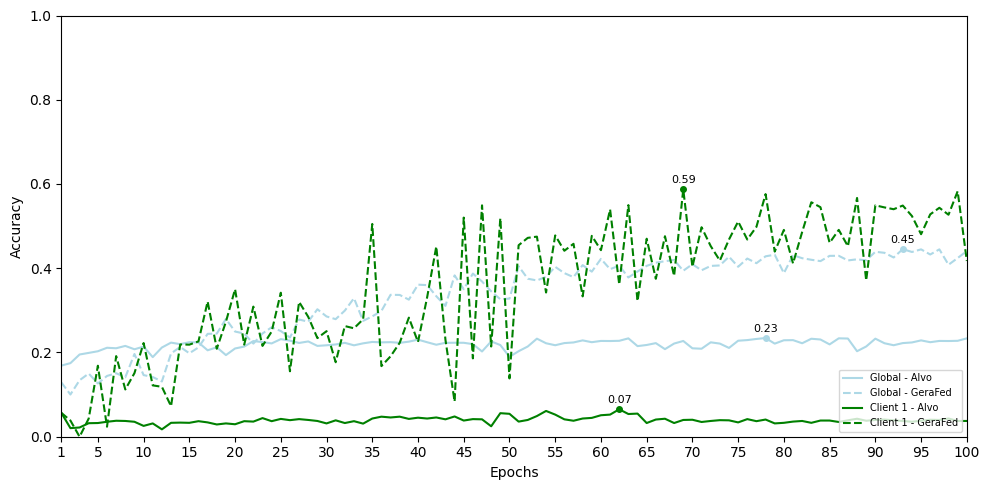 1.0
0.8
0.6
0.4
0.2
0.0
Accuracy
0.59
0.45
0.23
0.07
Global - Alvo
Global - GeraFed
Client 1 - Alvo
Client 1 - GeraFed
1 5 10 15 20 25 30 35 40 45 50 55 60 65 70 75 80 85 90 95 100
Epochs